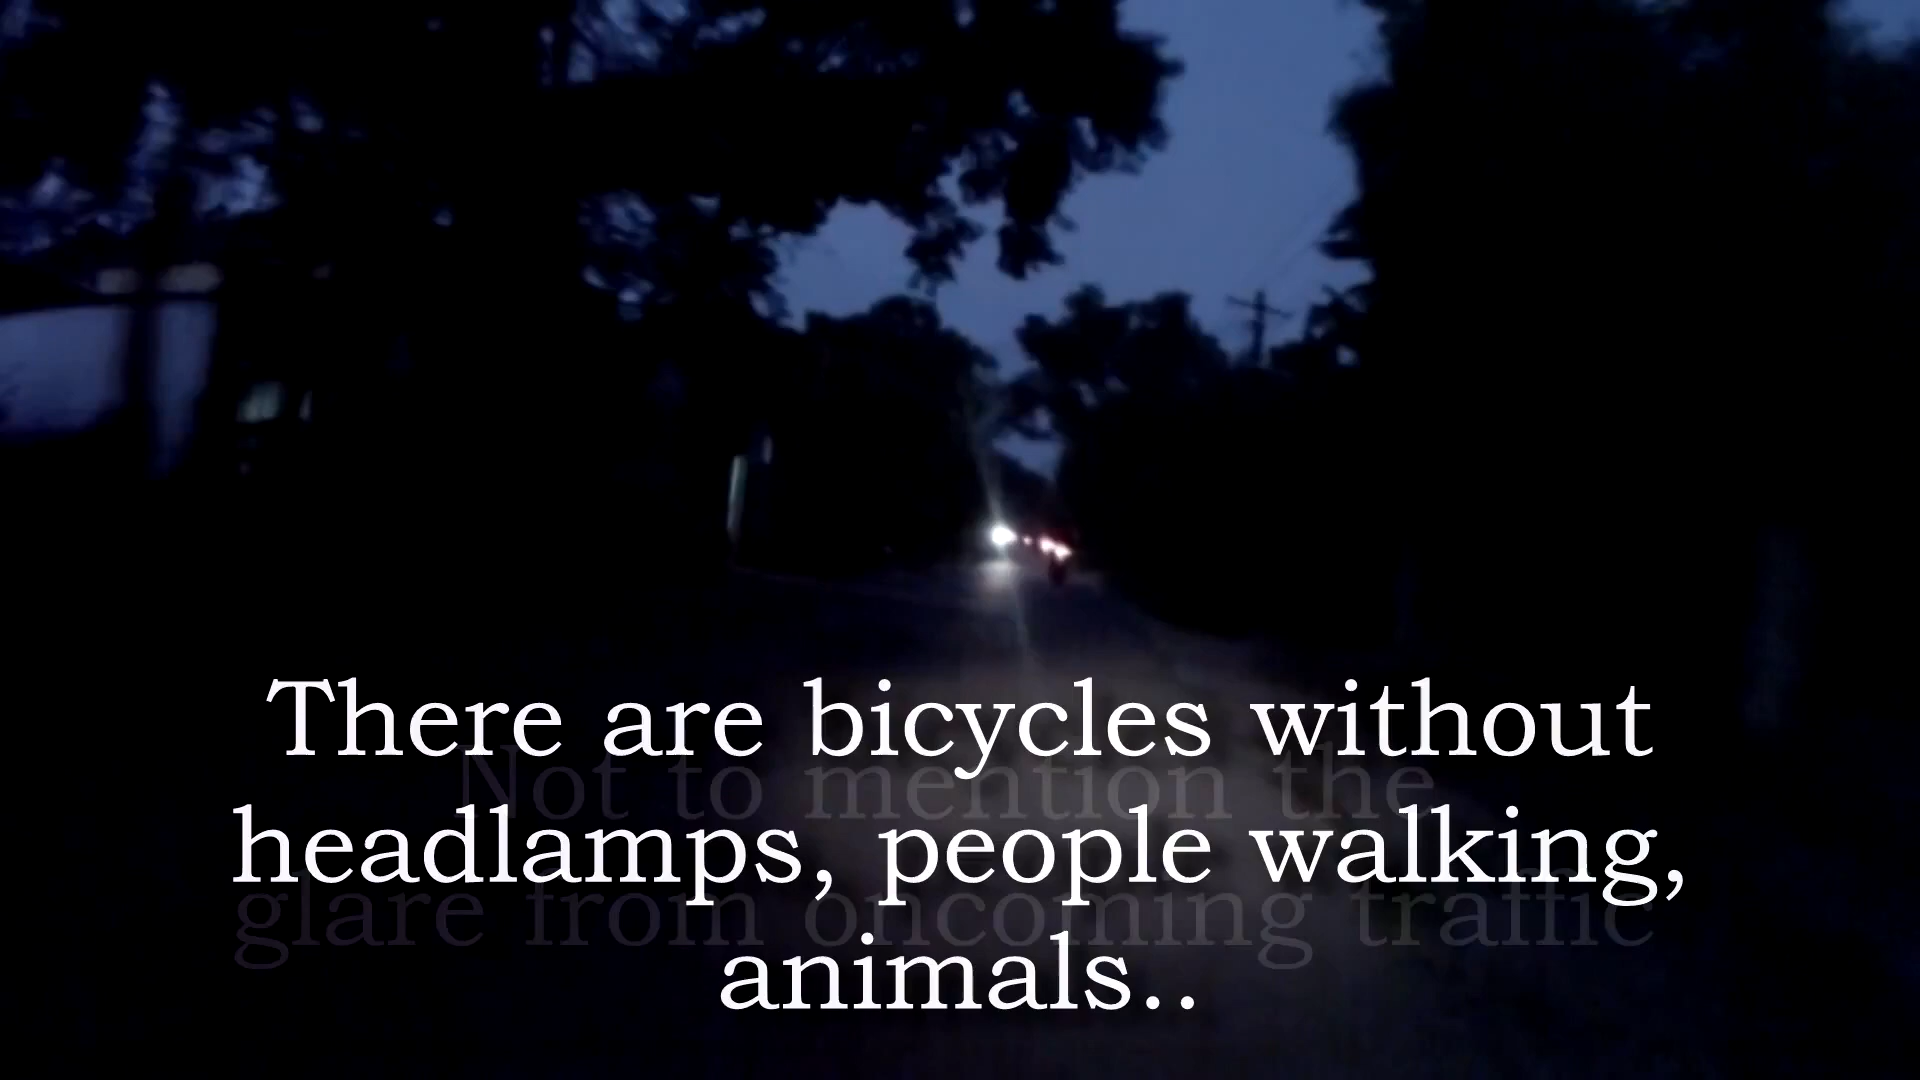 There are bicycles without
headlamps, people walking,
animals..
Not to mention the
glare from oncoming traffic